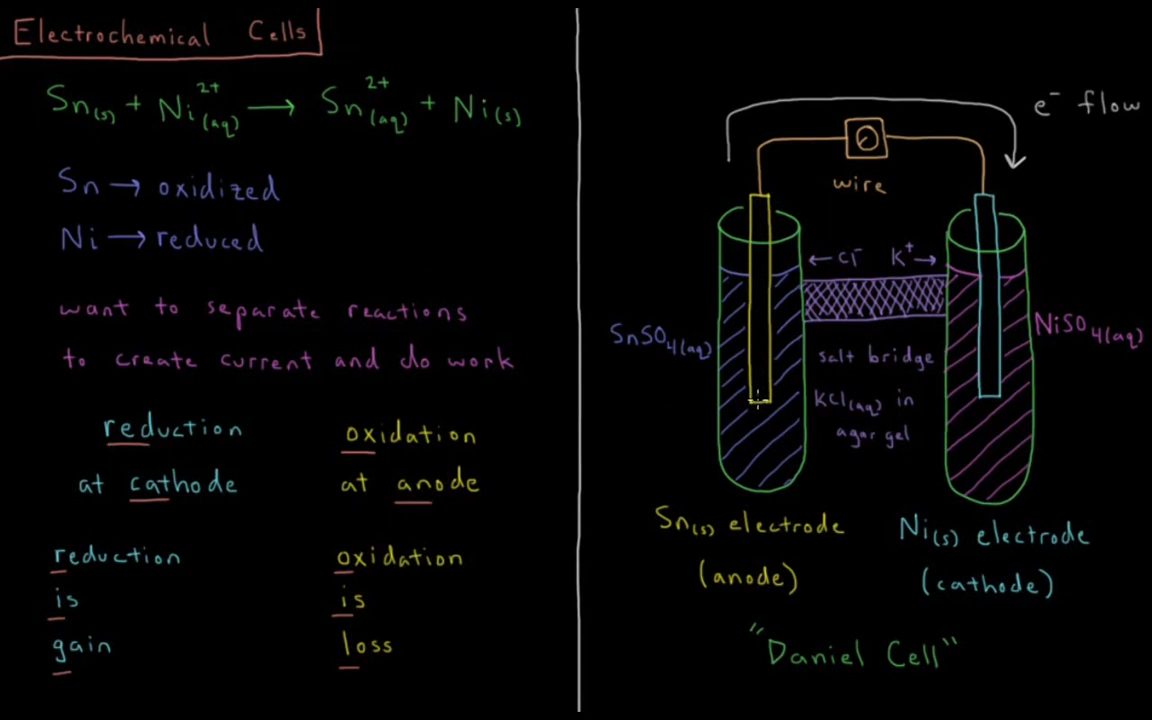 Electrochemical Cells
Sn(s) + Ni2+(aq) → Sn2+(aq) + Ni(s)
Sn → oxidized
Ni → reduced
want to separate reactions
to create current and do work
reduction
at cathode
oxidation
at anode
reduction
is
gain
oxidation
is
loss
e⁻ flow
wire
←Cl⁻ K⁺→
SnSO4(aq)
NiSO4(aq)
salt bridge
KCl(aq) in
agar gel
Sn(s) electrode
(anode)
Ni(s) electrode
(cathode)
"Daniel Cell"